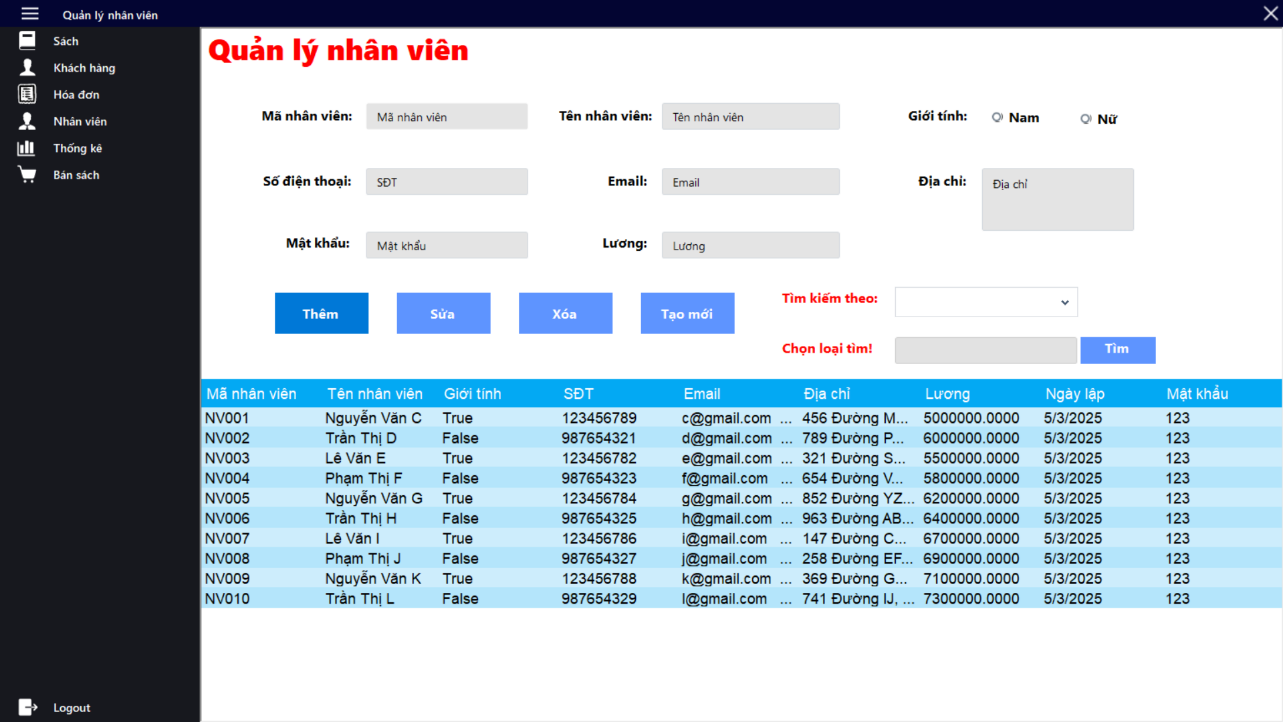 Quản lý nhân viên
Sách
Khách hàng
Hóa đơn
Nhân viên
Thống kê
Bán sách
Logout
Quản lý nhân viên
Mã nhân viên: Mã nhân viên Tên nhân viên: Tên nhân viên Giới tính: Nam Nữ
Số điện thoại: SĐT Email: Email Địa chỉ: Địa chỉ
Mật khẩu: Mật khẩu Lương: Lương
Thêm Sửa Xóa Tạo mới Tìm kiếm theo:
Chọn loại tìm! Tìm
Mã nhân viên Tên nhân viên Giới tính SĐT Email Địa chỉ Lương Ngày lập Mật khẩu
NV001 Nguyễn Văn C True 123456789 c@gmail.com ... 456 Đường M... 5000000.0000 5/3/2025 123
NV002 Trần Thị D False 987654321 d@gmail.com ... 789 Đường P... 6000000.0000 5/3/2025 123
NV003 Lê Văn E True 123456782 e@gmail.com ... 321 Đường S... 5500000.0000 5/3/2025 123
NV004 Phạm Thị F False 987654323 f@gmail.com ... 654 Đường V... 5800000.0000 5/3/2025 123
NV005 Nguyễn Văn G True 123456784 g@gmail.com ... 852 Đường YZ... 6200000.0000 5/3/2025 123
NV006 Trần Thị H False 987654325 h@gmail.com ... 963 Đường AB... 6400000.0000 5/3/2025 123
NV007 Lê Văn I True 123456786 i@gmail.com ... 147 Đường C... 6700000.0000 5/3/2025 123
NV008 Phạm Thị J False 987654327 j@gmail.com ... 258 Đường EF... 6900000.0000 5/3/2025 123
NV009 Nguyễn Văn K True 123456788 k@gmail.com ... 369 Đường G... 7100000.0000 5/3/2025 123
NV010 Trần Thị L False 987654329 l@gmail.com ... 741 Đường IJ, ... 7300000.0000 5/3/2025 123